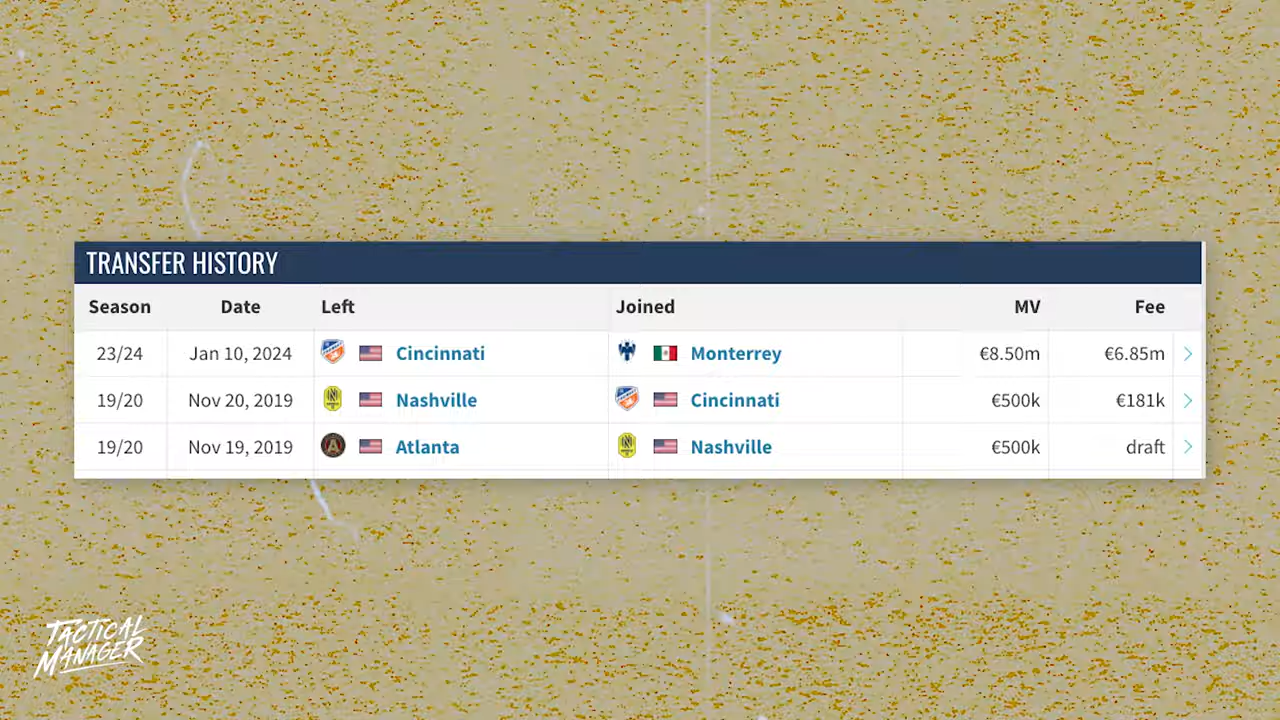 TRANSFER HISTORY
Season Date Left Joined MV Fee
23/24 Jan 10, 2024 Cincinnati Monterrey €8.50m €6.85m
19/20 Nov 20, 2019 Nashville Cincinnati €500k €181k
19/20 Nov 19, 2019 Atlanta Nashville €500k draft
TACTICAL
MANAGER